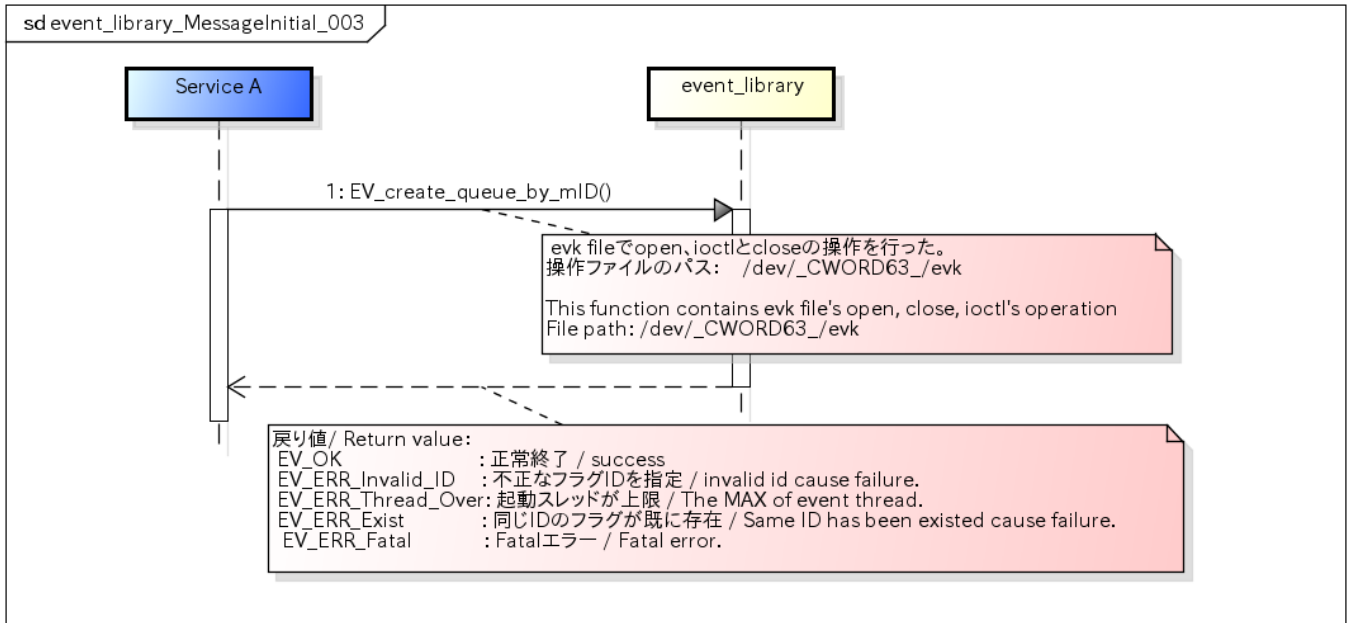 sd event_library_MessageInitial_003
Service A
event_library
1: EV_create_queue_by_mID()
evk fileでopen、ioctlとcloseの操作を行った。
操作ファイルのパス: /dev/_CWORD63_/evk
This function contains evk file's open, close, ioctl's operation
File path: /dev/_CWORD63_/evk
戻り値/ Return value:
EV_OK : 正常終了 / success
EV_ERR_Invalid_ID : 不正なフラグIDを指定 / invalid id cause failure.
EV_ERR_Thread_Over: 起動スレッドが上限 / The MAX of event thread.
EV_ERR_Exist : 同じIDのフラグが既に存在 / Same ID has been existed cause failure.
EV_ERR_Fatal : Fatalエラー / Fatal error.